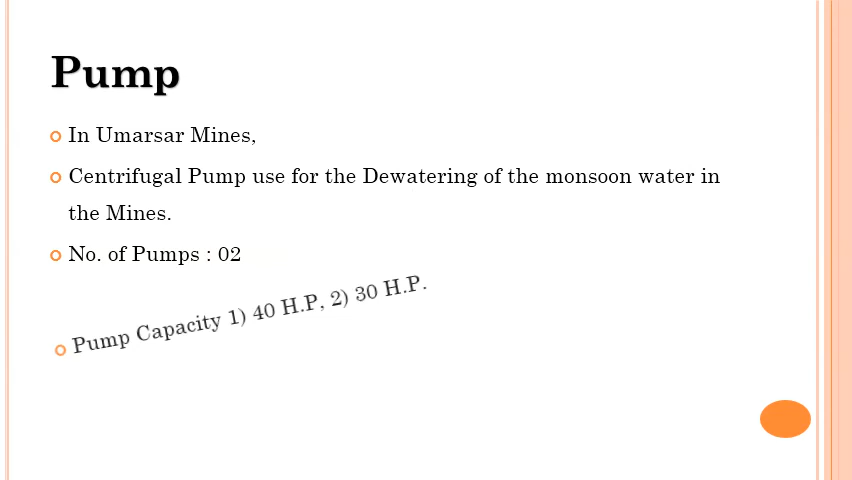 Pump
In Umarsar Mines,
Centrifugal Pump use for the Dewatering of the monsoon water in
the Mines.
No. of Pumps : 02
Pump Capacity 1) 40 H.P, 2) 30 H.P.